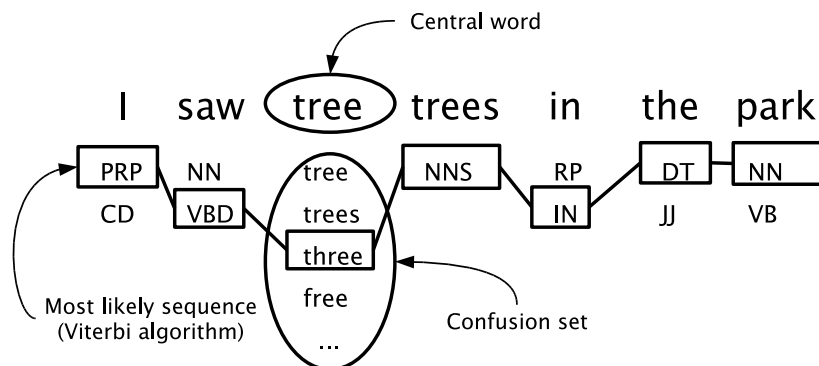 Central word
I saw tree trees in the park
PRP NN tree NNS RP DT NN
CD VBD trees IN JJ VB
three
free
...
Most likely sequence
(Viterbi algorithm)
Confusion set